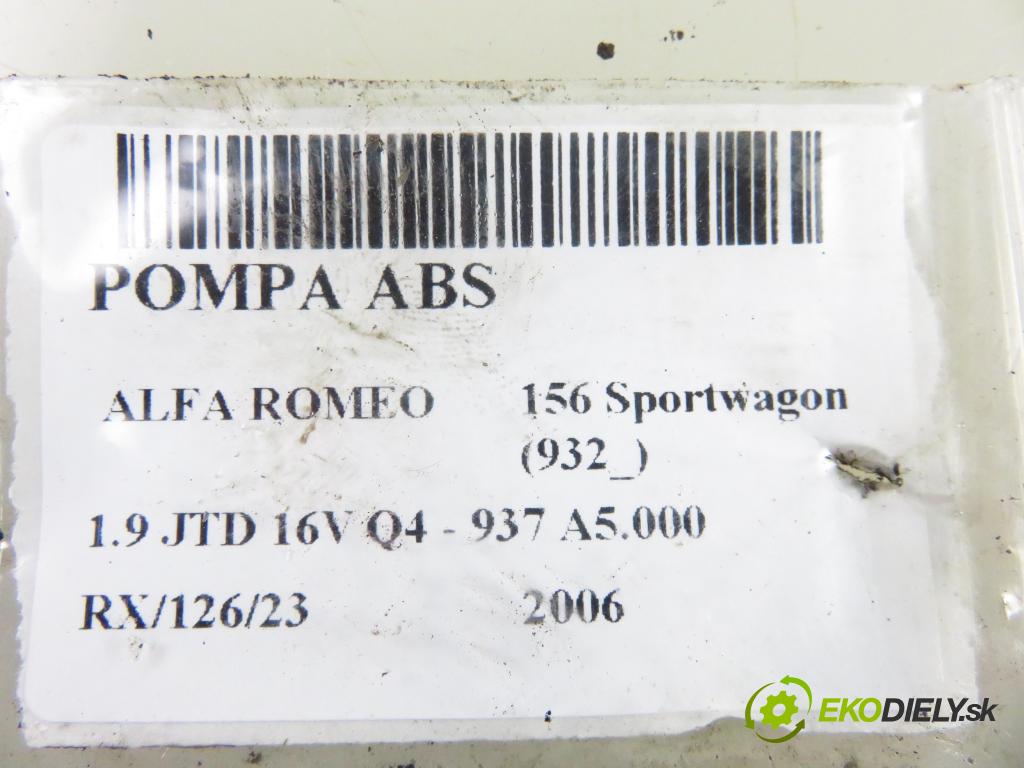 POMPA ABS
ALFA ROMEO 156 Sportwagon
(932_)
1.9 JTD 16V Q4 - 937 A5.000
RX/126/23 2006
EKODIELY.sk